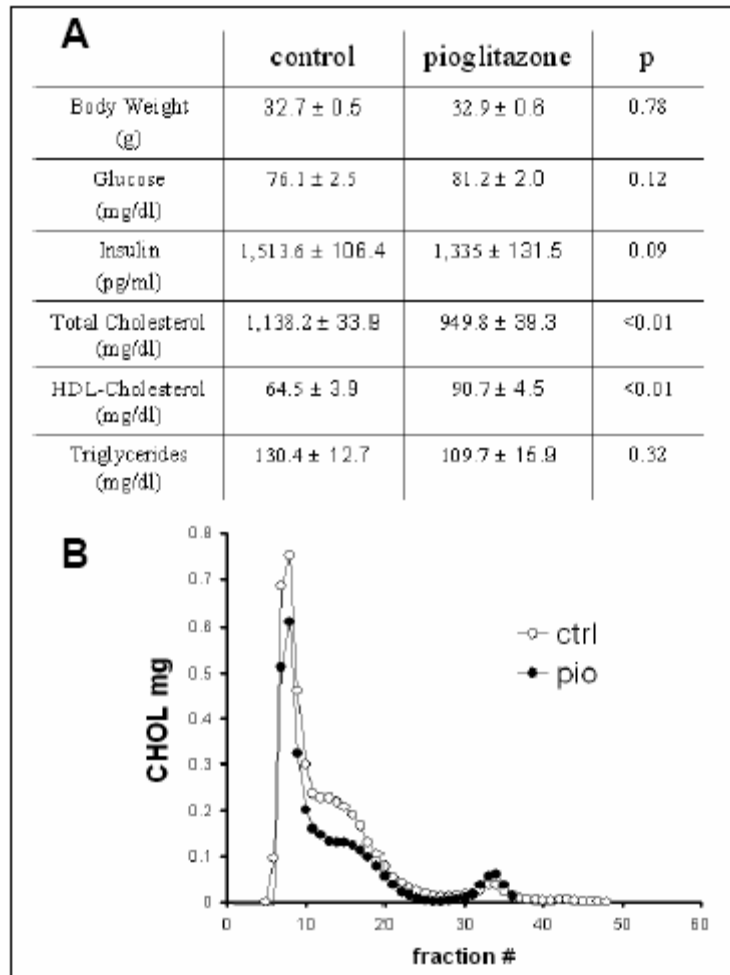 A
control pioglitazone p
Body Weight (g) 32.7 ± 0.5 32.9 ± 0.6 0.78
Glucose (mg/dl) 76.1 ± 2.5 81.2 ± 2.0 0.12
Insulin (pg/ml) 1,513.6 ± 106.4 1,335 ± 131.5 0.09
Total Cholesterol (mg/dl) 1,138.2 ± 33.9 949.8 ± 39.3 <0.01
HDL-Cholesterol (mg/dl) 64.5 ± 3.9 90.7 ± 4.5 <0.01
Triglycerides (mg/dl) 130.4 ± 12.7 109.7 ± 15.9 0.32
B
0.8
0.7
0.6
0.5
0.4
0.3
0.2
0.1
0
CHOL mg
ctrl
pio
0 10 20 30 40 50 60
fraction #